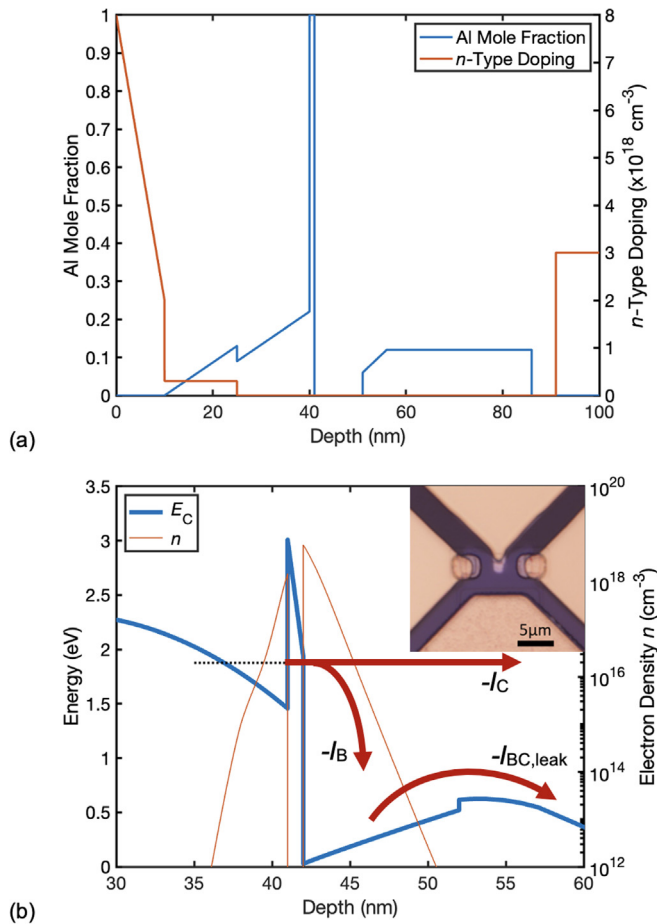 1
0.9
0.8
0.7
0.6
0.5
0.4
0.3
0.2
0.1
0
Al Mole Fraction
Al Mole Fraction
n-Type Doping
8
7
6
5
4
3
2
1
0
n-Type Doping (x10^18 cm^-3)
0 20 40 60 80 100
Depth (nm)
(a)
3.5
3
2.5
2
1.5
1
0.5
0
Energy (eV)
E_C
n
5μm
-I_C
-I_B
-I_BC,leak
10^20
10^18
10^16
10^14
10^12
Electron Density n (cm^-3)
30 35 40 45 50 55 60
Depth (nm)
(b)